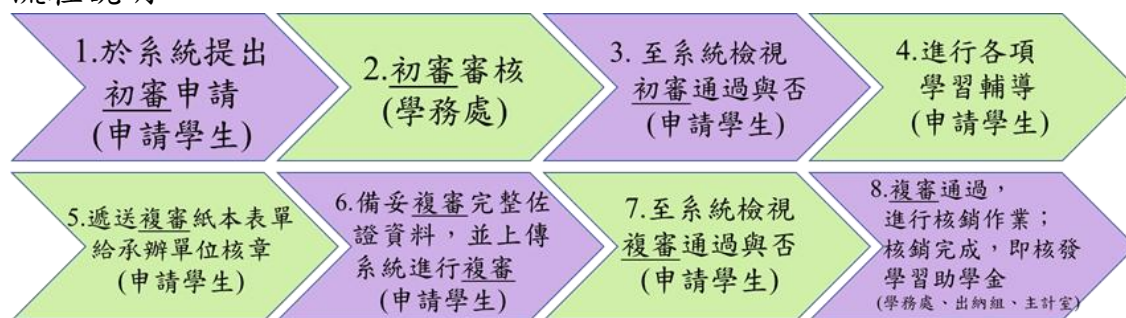 1.於系統提出
初審申請
(申請學生)
2.初審審核
(學務處)
3. 至系統檢視
初審通過與否
(申請學生)
4.進行各項
學習輔導
(申請學生)
5.遞送複審紙本表單
給承辦單位核章
(申請學生)
6.備妥複審完整佐
證資料，並上傳
系統進行複審
(申請學生)
7.至系統檢視
複審通過與否
(申請學生)
8.複審通過，
進行核銷作業；
核銷完成，即核發
學習助學金
(學務處、出納組、主計室)